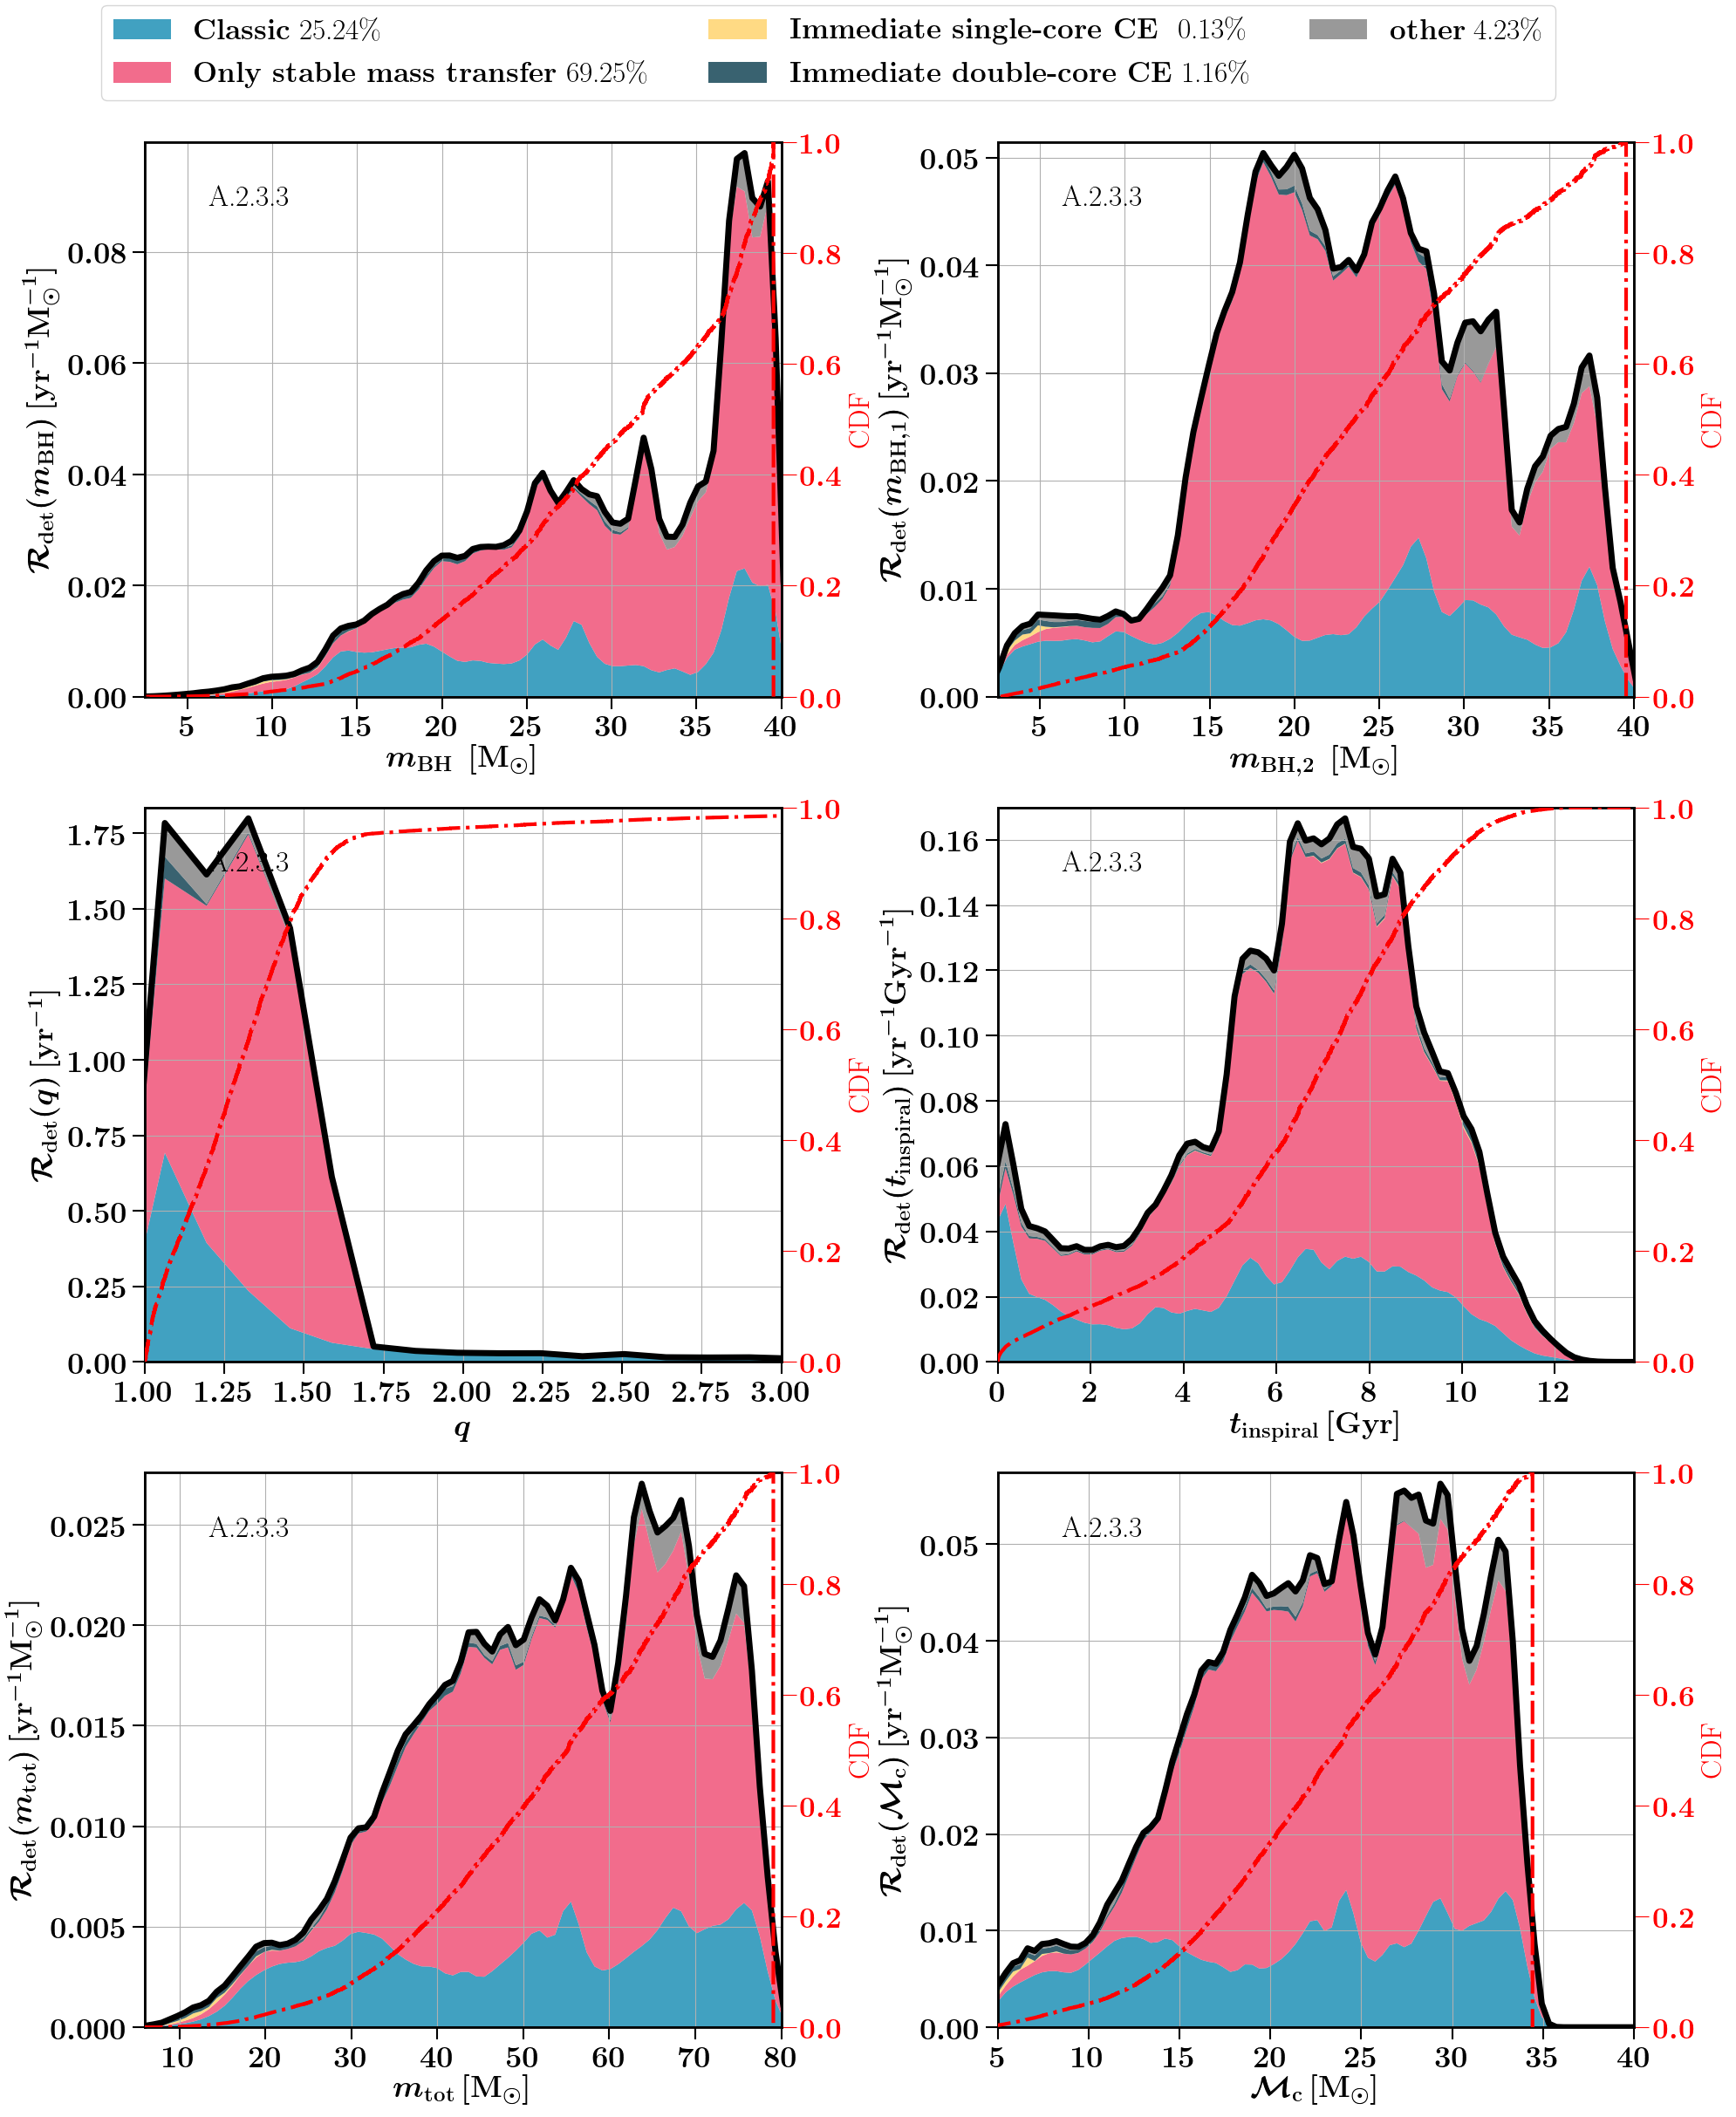 Classic 25.24%
Only stable mass transfer 69.25%
Immediate single-core CE 0.13%
Immediate double-core CE 1.16%
other 4.23%
A.2.3.3
0.08
0.06
0.04
0.02
0.00
5 10 15 20 25 30 35 40
1.0
0.8
0.6
0.4
0.2
0.0
CDF
R_det(m_BH) [yr⁻¹M⊙⁻¹]
m_BH [M⊙]
A.2.3.3
0.05
0.04
0.03
0.02
0.01
0.00
5 10 15 20 25 30 35 40
1.0
0.8
0.6
0.4
0.2
0.0
CDF
R_det(m_BH,1) [yr⁻¹M⊙⁻¹]
m_BH,2 [M⊙]
A.2.3.3
1.75
1.50
1.25
1.00
0.75
0.50
0.25
0.00
1.00 1.25 1.50 1.75 2.00 2.25 2.50 2.75 3.00
1.0
0.8
0.6
0.4
0.2
0.0
CDF
R_det(q) [yr⁻¹]
q
A.2.3.3
0.16
0.14
0.12
0.10
0.08
0.06
0.04
0.02
0.00
0 2 4 6 8 10 12
1.0
0.8
0.6
0.4
0.2
0.0
CDF
R_det(t_inspiral) [yr⁻¹Gyr⁻¹]
t_inspiral [Gyr]
A.2.3.3
0.025
0.020
0.015
0.010
0.005
0.000
10 20 30 40 50 60 70 80
1.0
0.8
0.6
0.4
0.2
0.0
CDF
R_det(m_tot) [yr⁻¹M⊙⁻¹]
m_tot [M⊙]
A.2.3.3
0.05
0.04
0.03
0.02
0.01
0.00
5 10 15 20 25 30 35 40
1.0
0.8
0.6
0.4
0.2
0.0
CDF
R_det(M_c) [yr⁻¹M⊙⁻¹]
M_c [M⊙]